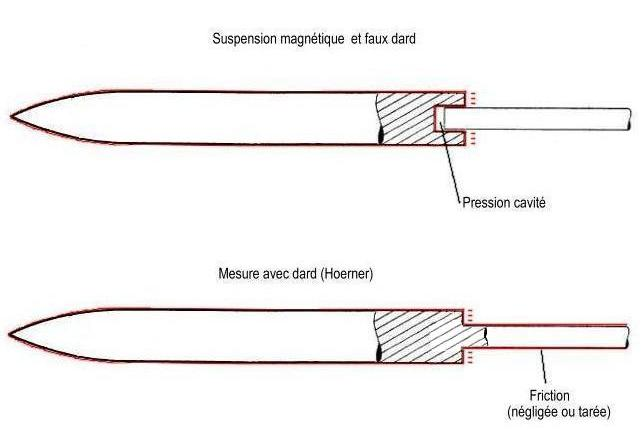 Suspension magnétique et faux dard
Pression cavité
Mesure avec dard (Hoerner)
Friction
(négligée ou tarée)